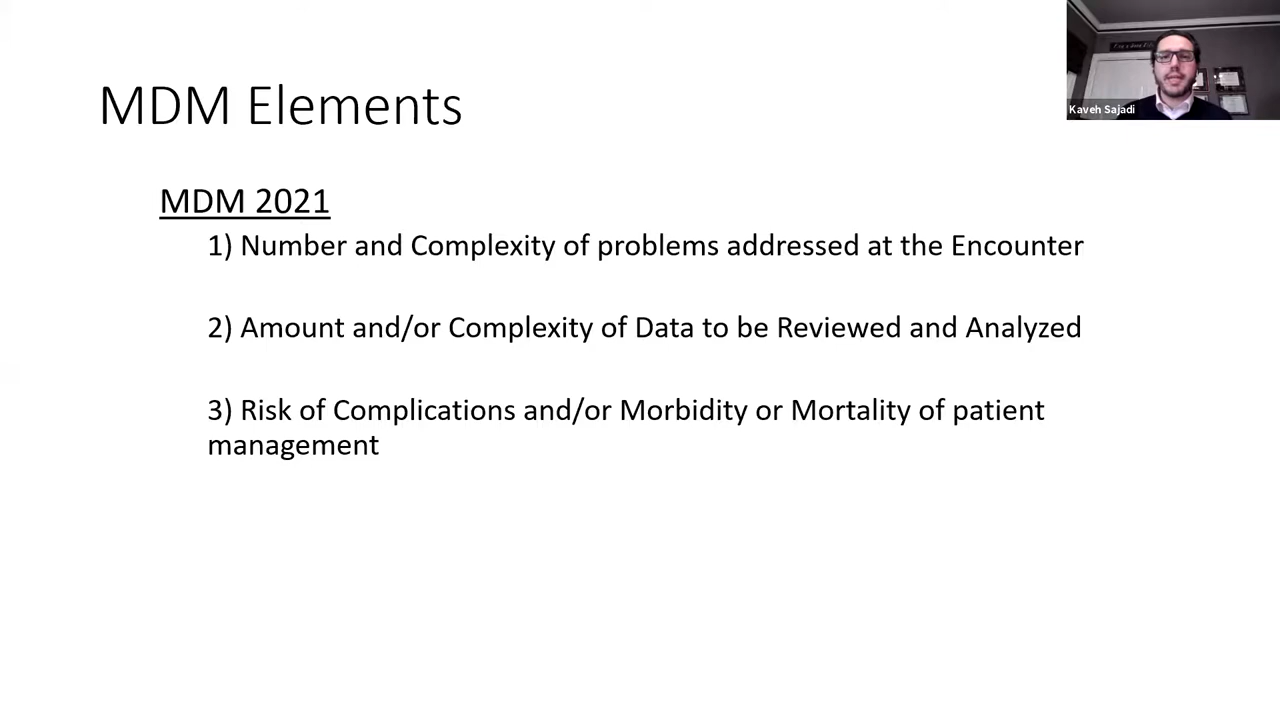 MDM Elements
Kaveh Sajadi
MDM 2021
1) Number and Complexity of problems addressed at the Encounter
2) Amount and/or Complexity of Data to be Reviewed and Analyzed
3) Risk of Complications and/or Morbidity or Mortality of patient
management